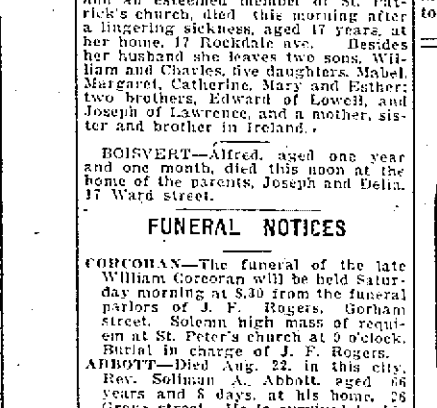 and an esteemed member of St. Pat-
rick's church, died this morning after
a lingering sickness, aged 17 years, at
her home, 17 Rockdale ave. Besides
her husband she leaves two sons, Wil-
liam and Charles, five daughters, Mabel,
Margaret, Catherine, Mary and Esther;
two brothers, Edward of Lowell, and
Joseph of Lawrence, and a mother, sis-
ter and brother in Ireland.
BOISVERT—Alfred, aged one year
and one month, died this noon at the
home of the parents, Joseph and Delia,
17 Ward street.
FUNERAL NOTICES
CORCORAN—The funeral of the late
William Corcoran will be held Satur-
day morning at 8.30 from the funeral
parlors of J. F. Rogers, Gorham
street. Solemn high mass of requi-
em at St. Peter's church at 9 o'clock.
Burial in charge of J. F. Rogers.
ABBOTT—Died Aug. 22, in this city,
Rev. Soliman A. Abbott, aged 66
years and 8 days, at his home, 26
to